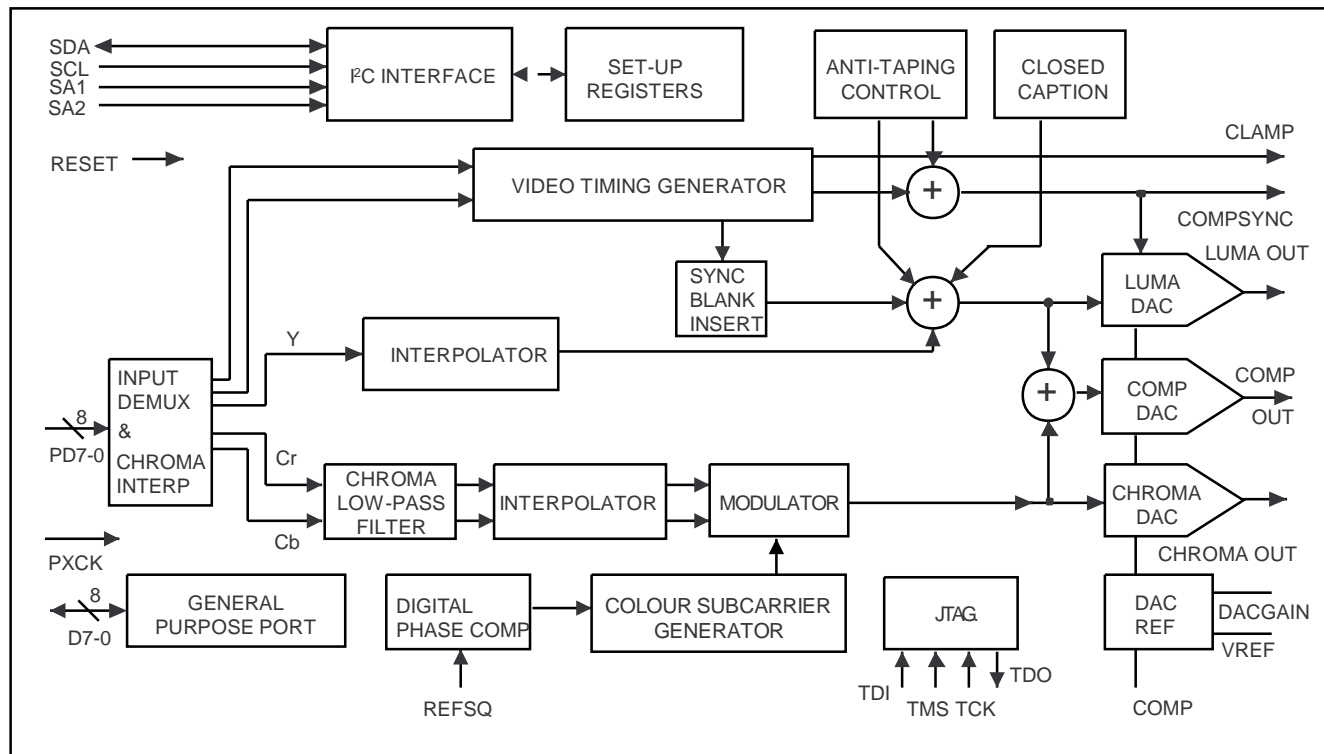 SDA
SCL
SA1
SA2
I²C INTERFACE
SET-UP
REGISTERS
ANTI-TAPING
CONTROL
CLOSED
CAPTION
RESET
VIDEO TIMING GENERATOR
+
CLAMP
COMPSYNC
SYNC
BLANK
INSERT
+
LUMA OUT
LUMA
DAC
Y
INTERPOLATOR
INPUT
DEMUX
&
CHROMA
INTERP
8
PD7-0
+
COMP
DAC
COMP
OUT
Cr
Cb
CHROMA
LOW-PASS
FILTER
INTERPOLATOR
MODULATOR
CHROMA
DAC
CHROMA OUT
PXCK
8
D7-0
GENERAL
PURPOSE PORT
DIGITAL
PHASE COMP
REFSQ
COLOUR SUBCARRIER
GENERATOR
JTAG
TDI
TMS
TCK
TDO
DAC
REF
DACGAIN
VREF
COMP